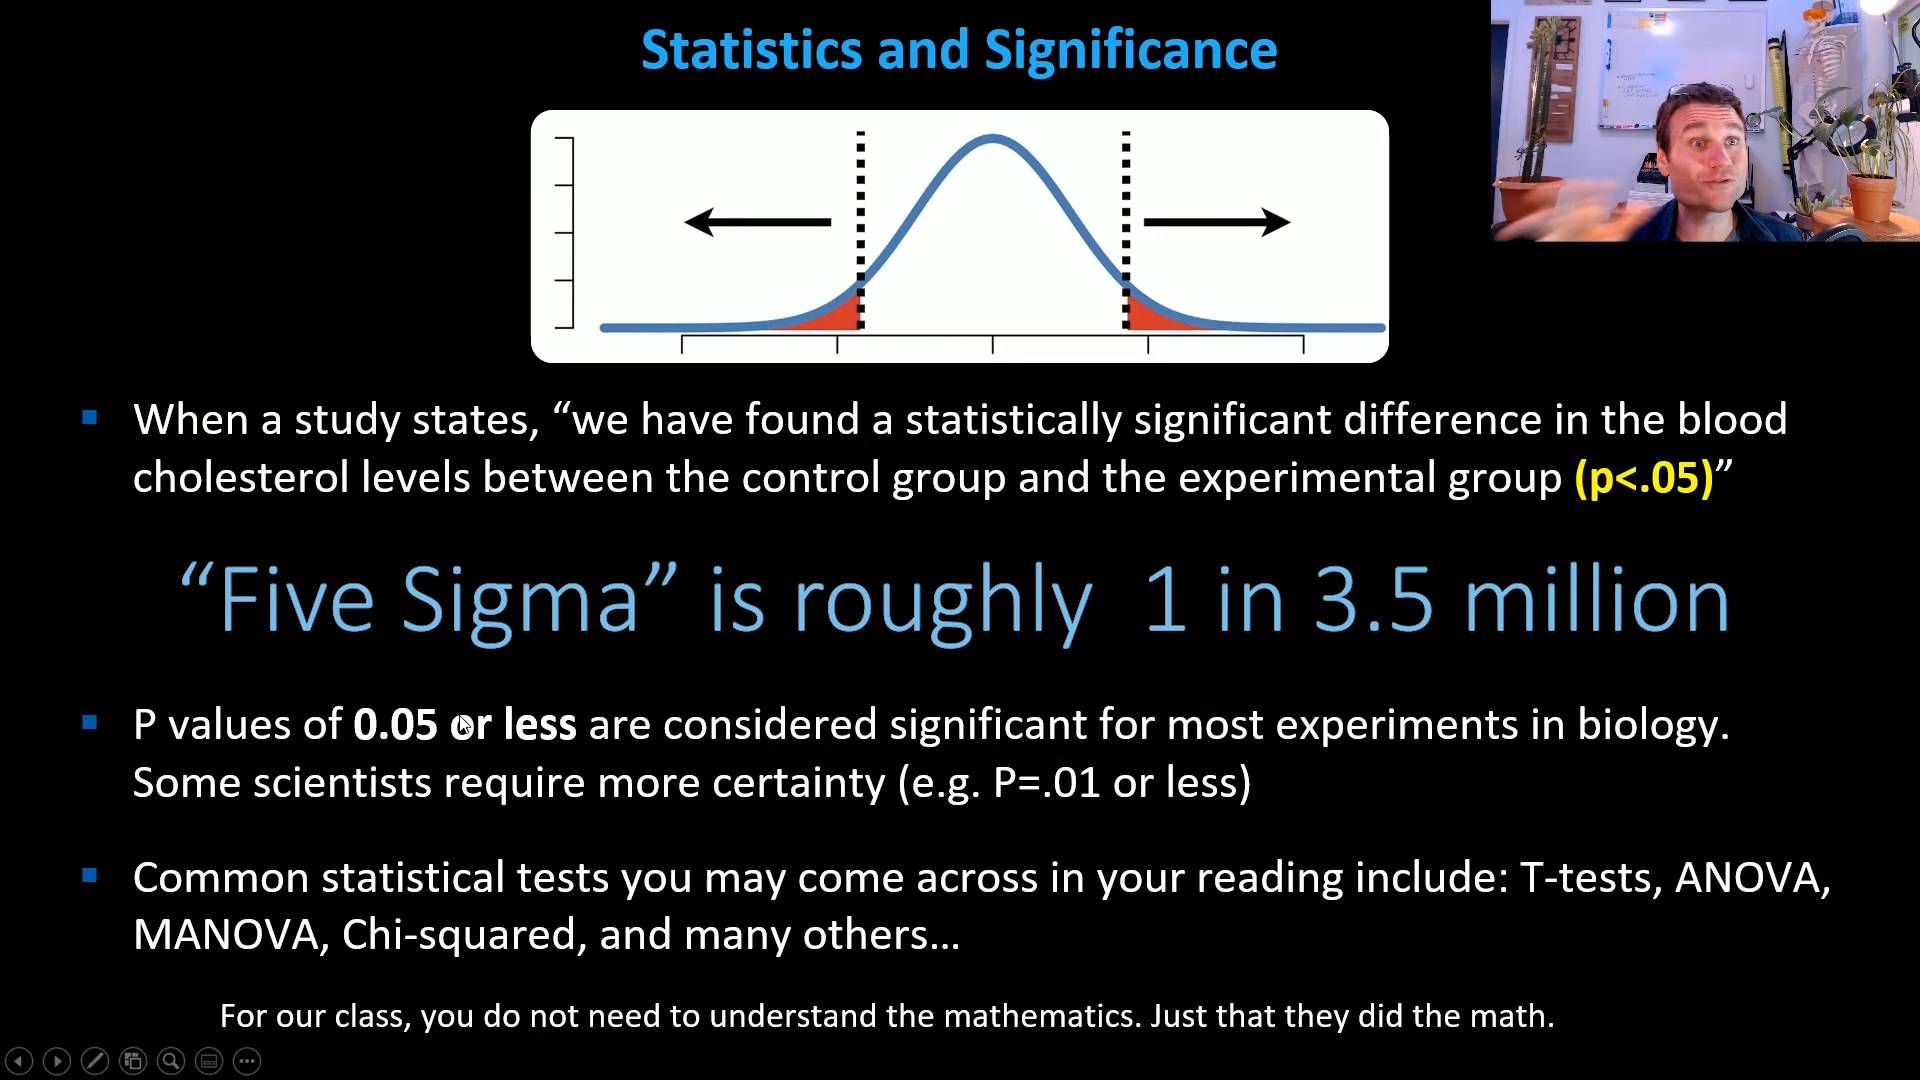 Statistics and Significance
When a study states, “we have found a statistically significant difference in the blood
cholesterol levels between the control group and the experimental group (p<.05)”
“Five Sigma” is roughly 1 in 3.5 million
P values of 0.05 or less are considered significant for most experiments in biology.
Some scientists require more certainty (e.g. P=.01 or less)
Common statistical tests you may come across in your reading include: T-tests, ANOVA,
MANOVA, Chi-squared, and many others…
For our class, you do not need to understand the mathematics. Just that they did the math.